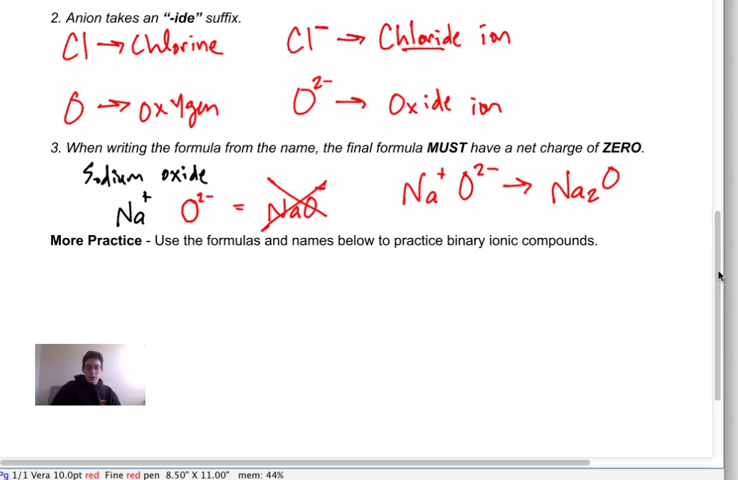 2. Anion takes an “-ide” suffix.
Cl → Chlorine Cl⁻ → Chloride ion
O → oxygen O²⁻ → Oxide ion
3. When writing the formula from the name, the final formula MUST have a net charge of ZERO.
Sodium oxide
Na⁺ O²⁻ = NaO Na⁺ O²⁻ → Na₂O
More Practice - Use the formulas and names below to practice binary ionic compounds.
Pg 1/1 Vera 10.0pt red Fine red pen 8.50" X 11.00" mem: 44%